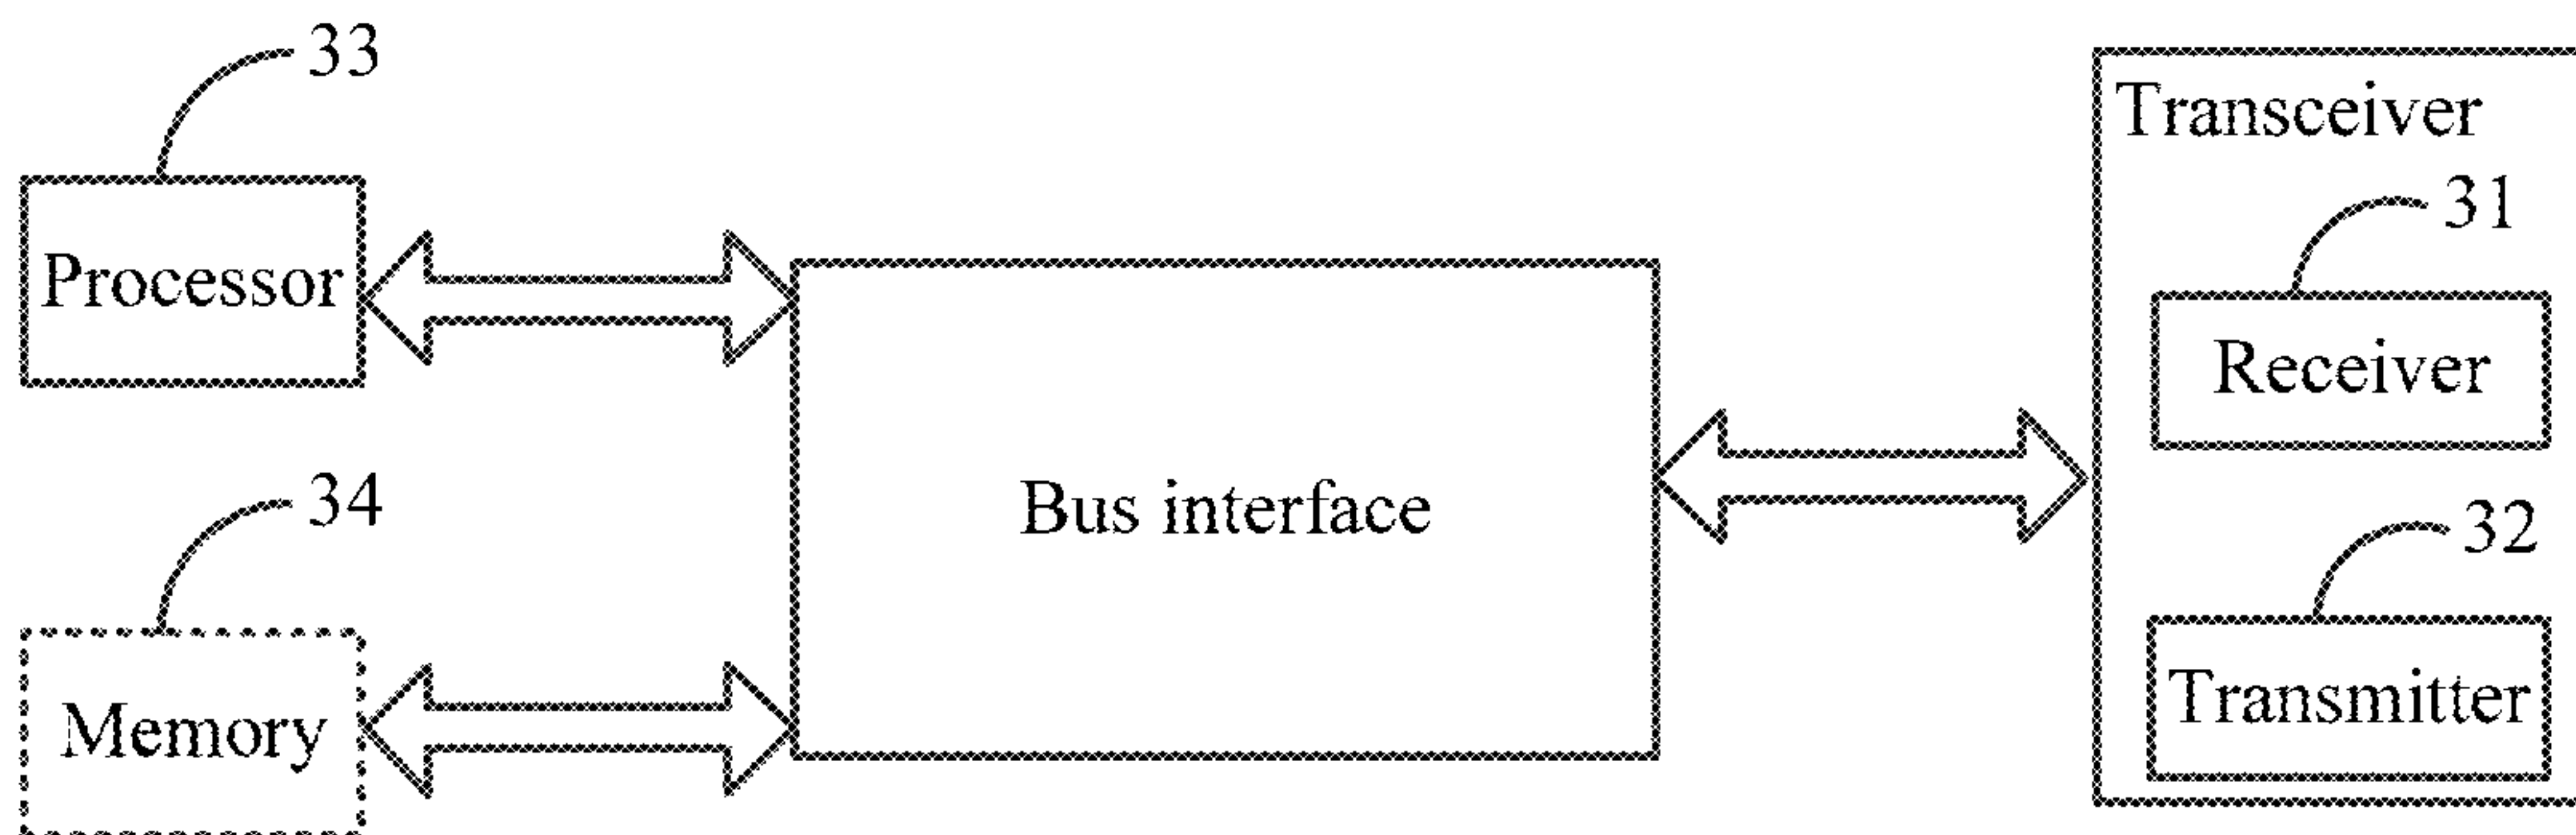 33
Transceiver
31
Processor
Receiver
34
Bus interface
32
Memory
Transmitter